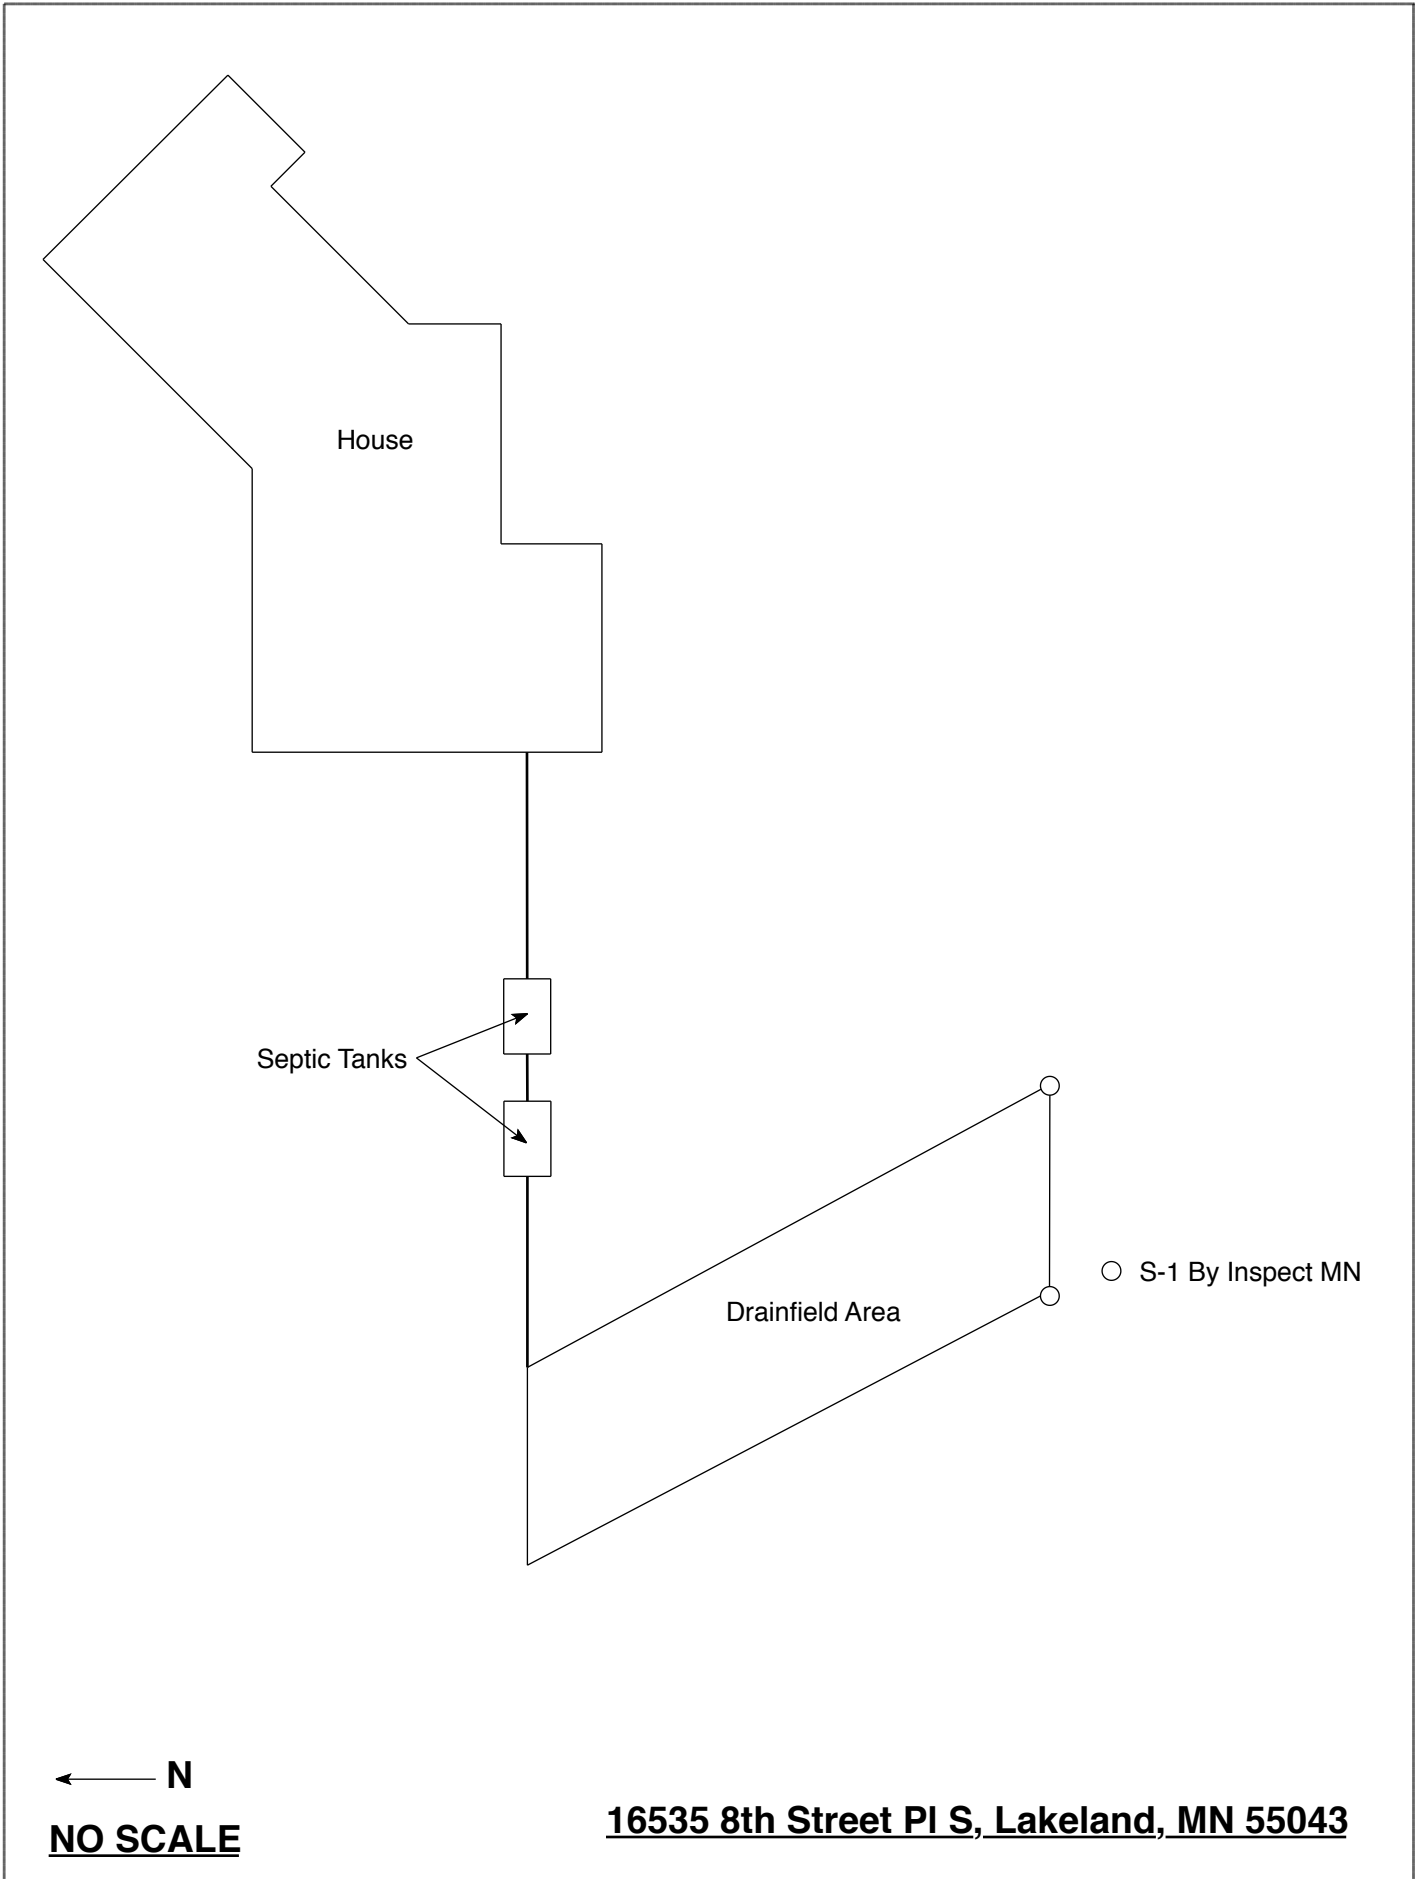 House
Septic Tanks
S-1 By Inspect MN
Drainfield Area
N
NO SCALE
16535 8th Street Pl S, Lakeland, MN 55043